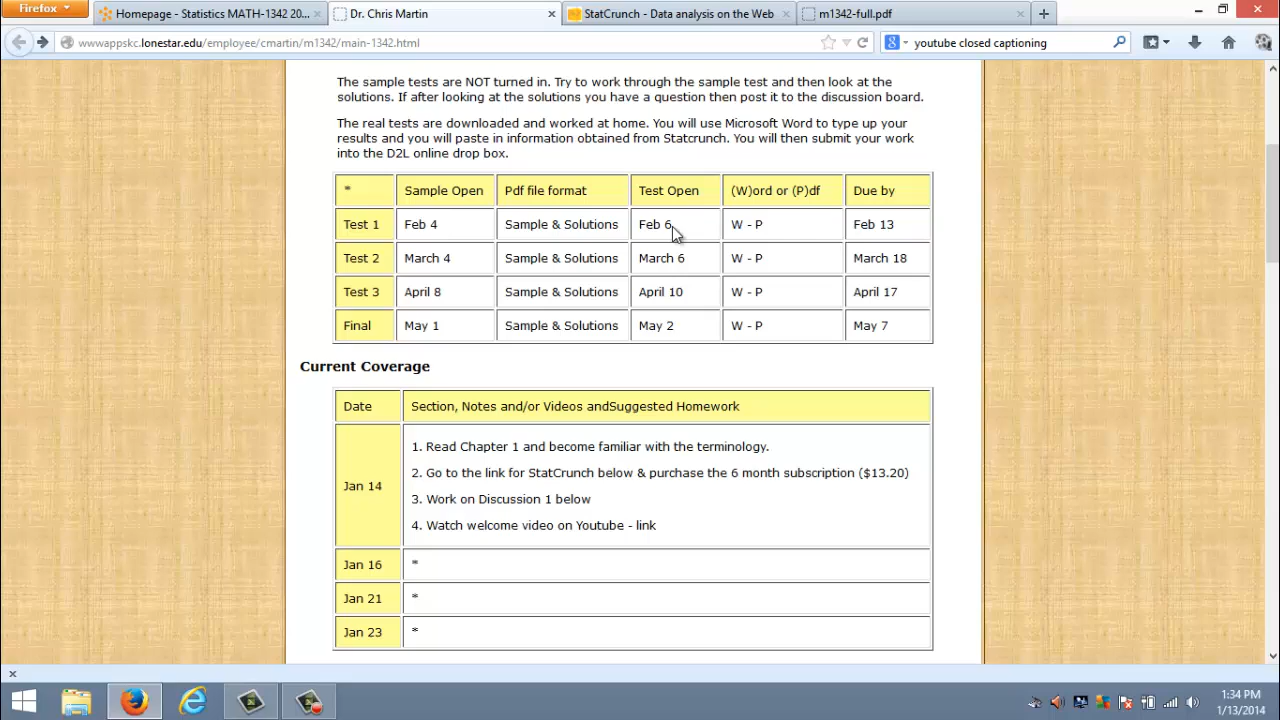 Firefox
Homepage - Statistics MATH-1342 20...
Dr. Chris Martin
StatCrunch - Data analysis on the Web
m1342-full.pdf
wwwappskc.lonestar.edu/employee/cmartin/m1342/main-1342.html
youtube closed captioning
The sample tests are NOT turned in. Try to work through the sample test and then look at the
solutions. If after looking at the solutions you have a question then post it to the discussion board.
The real tests are downloaded and worked at home. You will use Microsoft Word to type up your
results and you will paste in information obtained from Statcrunch. You will then submit your work
into the D2L online drop box.
* Sample Open Pdf file format Test Open (W)ord or (P)df Due by
Test 1 Feb 4 Sample & Solutions Feb 6 W - P Feb 13
Test 2 March 4 Sample & Solutions March 6 W - P March 18
Test 3 April 8 Sample & Solutions April 10 W - P April 17
Final May 1 Sample & Solutions May 2 W - P May 7
Current Coverage
Date Section, Notes and/or Videos andSuggested Homework
Jan 14
1. Read Chapter 1 and become familiar with the terminology.
2. Go to the link for StatCrunch below & purchase the 6 month subscription ($13.20)
3. Work on Discussion 1 below
4. Watch welcome video on Youtube - link
Jan 16 *
Jan 21 *
Jan 23 *
1:34 PM
1/13/2014